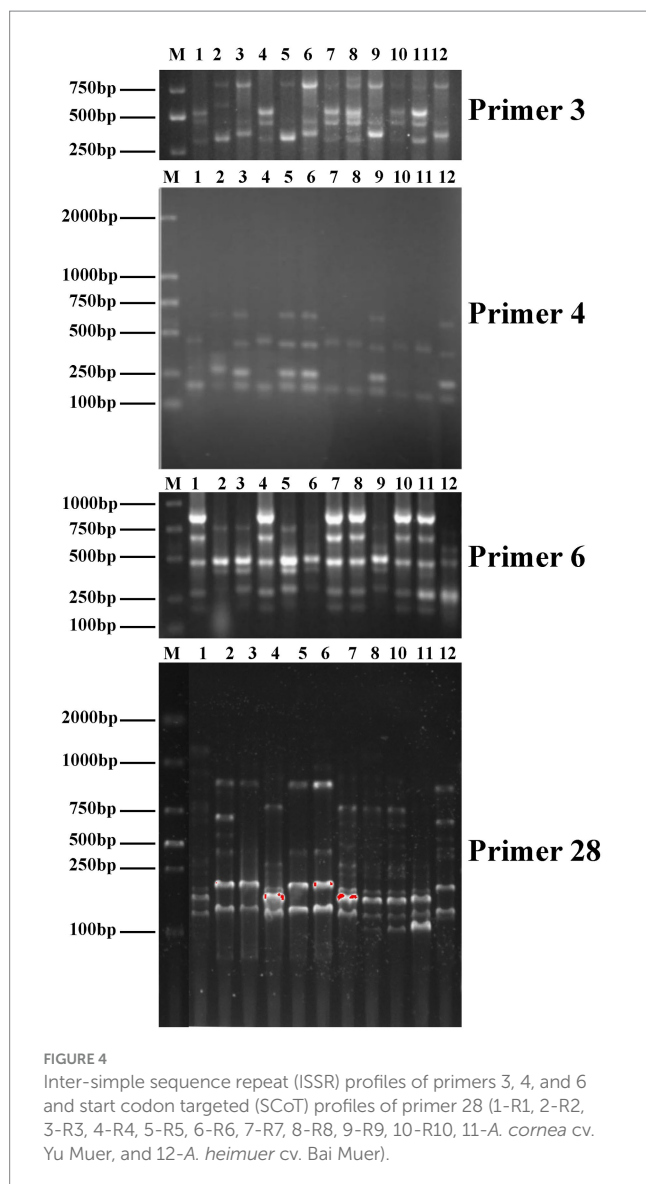 M 1 2 3 4 5 6 7 8 9 10 11 12
750bp
500bp
250bp
Primer 3
M 1 2 3 4 5 6 7 8 9 10 11 12
2000bp
1000bp
750bp
500bp
250bp
100bp
Primer 4
M 1 2 3 4 5 6 7 8 9 10 11 12
1000bp
750bp
500bp
250bp
100bp
Primer 6
M 1 2 3 4 5 6 7 8 10 11 12
2000bp
1000bp
750bp
500bp
250bp
100bp
Primer 28
FIGURE 4
Inter-simple sequence repeat (ISSR) profiles of primers 3, 4, and 6
and start codon targeted (SCoT) profiles of primer 28 (1-R1, 2-R2,
3-R3, 4-R4, 5-R5, 6-R6, 7-R7, 8-R8, 9-R9, 10-R10, 11-A. cornea cv.
Yu Muer, and 12-A. heimuer cv. Bai Muer).